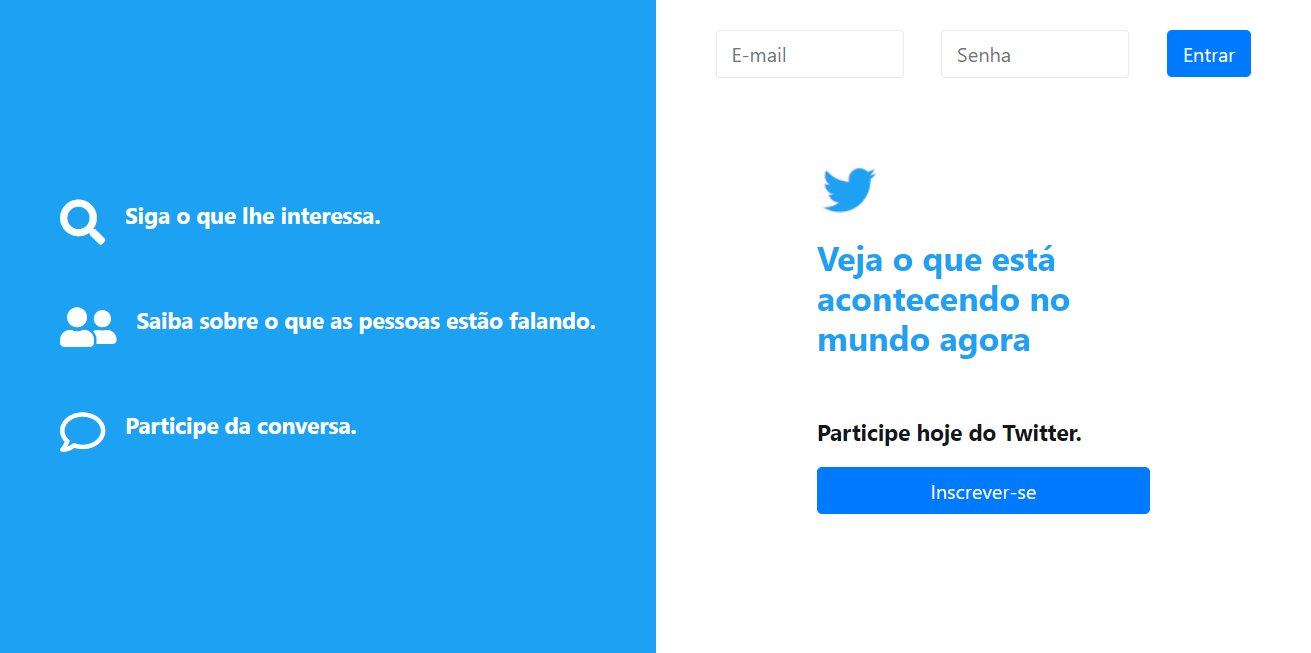 Siga o que lhe interessa.
Saiba sobre o que as pessoas estão falando.
Participe da conversa.
E-mail
Senha
Entrar
Veja o que está
acontecendo no
mundo agora
Participe hoje do Twitter.
Inscrever-se